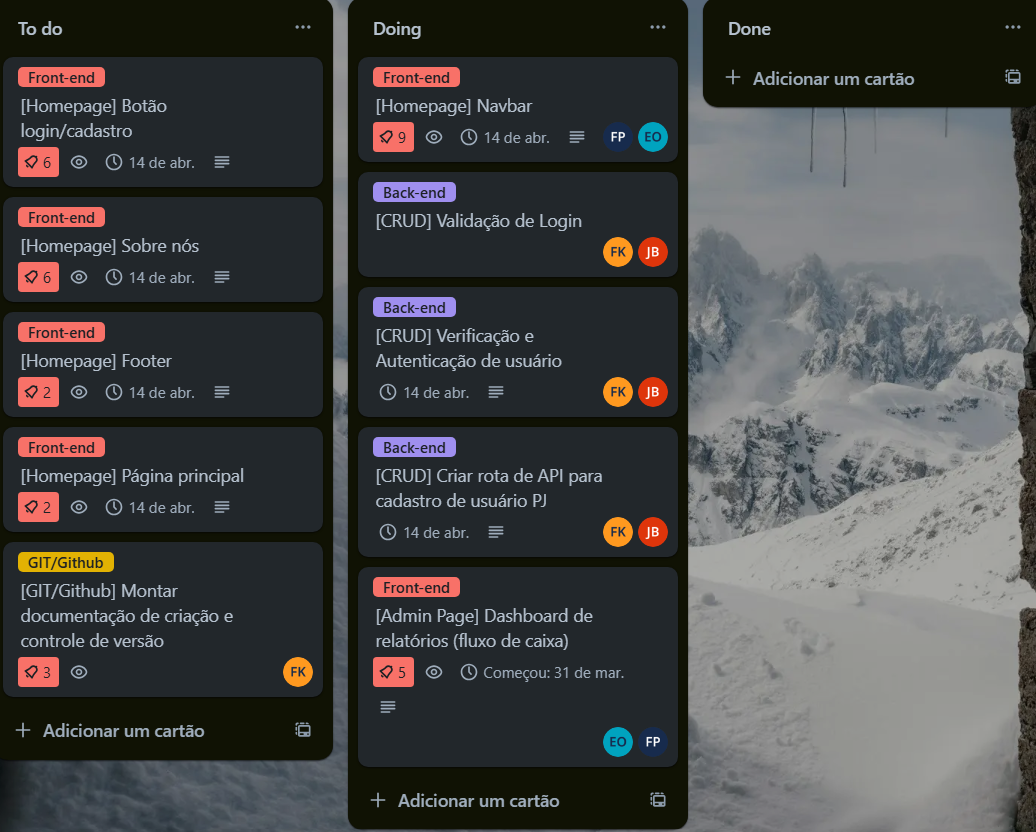 To do
Front-end
[Homepage] Botão
login/cadastro
6 14 de abr.
Front-end
[Homepage] Sobre nós
6 14 de abr.
Front-end
[Homepage] Footer
2 14 de abr.
Front-end
[Homepage] Página principal
2 14 de abr.
GIT/Github
[GIT/Github] Montar
documentação de criação e
controle de versão
3 FK
+ Adicionar um cartão
Doing
Front-end
[Homepage] Navbar
9 14 de abr. FP EO
Back-end
[CRUD] Validação de Login
FK JB
Back-end
[CRUD] Verificação e
Autenticação de usuário
14 de abr. FK JB
Back-end
[CRUD] Criar rota de API para
cadastro de usuário PJ
14 de abr. FK JB
Front-end
[Admin Page] Dashboard de
relatórios (fluxo de caixa)
5 Começou: 31 de mar.
EO FP
+ Adicionar um cartão
Done
+ Adicionar um cartão